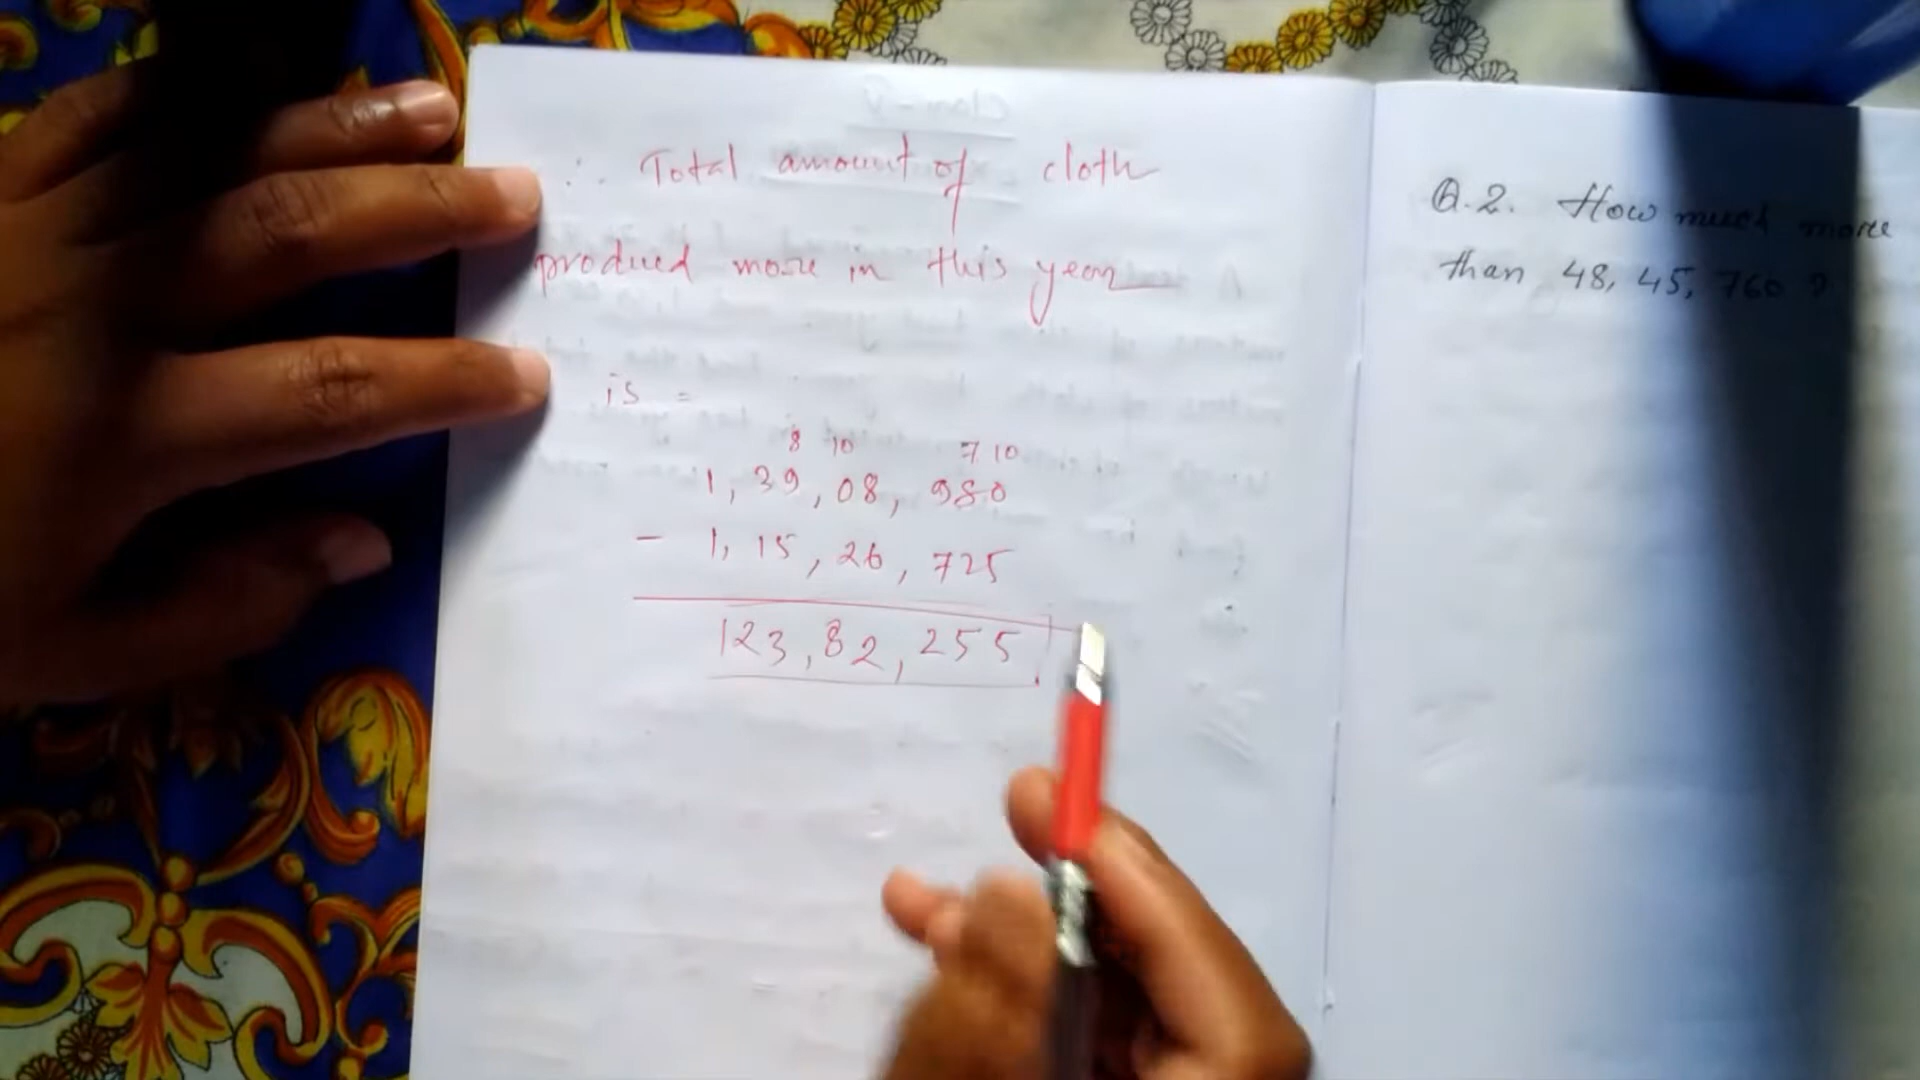 ∴ Total amount of cloth
produced more in this year
is =
8 10 7 10
1, 39, 08, 980
- 1, 15, 26, 725
123, 82, 255
Q.2. How much more
than 48, 45, 760 ?